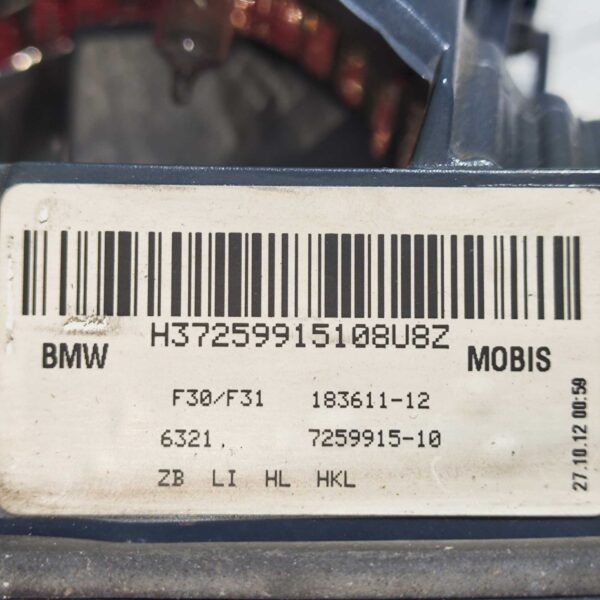 H37259915108U8Z
BMW
MOBIS
F30/F31 183611-12
6321. 7259915-10
ZB LI HL HKL
27.10.12 00:59